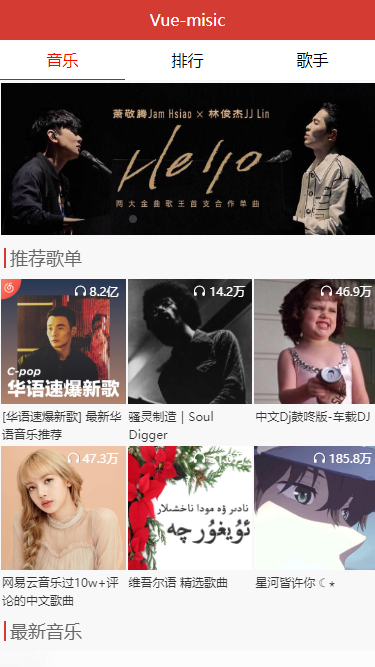 Vue-misic
音乐 排行 歌手
萧敬腾Jam Hsiao × 林俊杰JJ Lin
Hello
两大金曲歌王首支合作单曲
推荐歌单
8.2亿 14.2万 46.9万
C-pop
华语速爆新歌
[华语速爆新歌] 最新华语音乐推荐
骚灵制造 | Soul Digger
中文Dj鼓咚版-车载DJ
47.3万 185.8万
نادىر ۋە مودا ناخشىلار
ئۇيغۇرچە
网易云音乐过10w+评论的中文歌曲
维吾尔语 精选歌曲
星河皆许你☾⋆
最新音乐